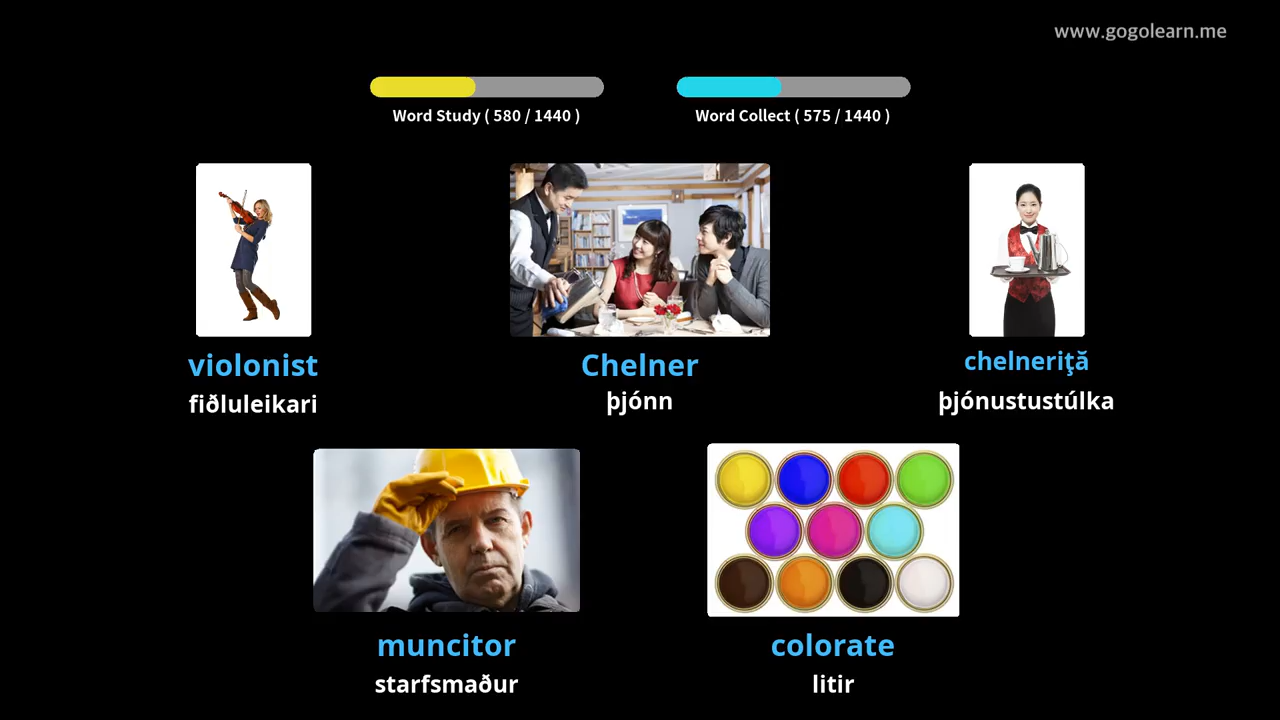 www.gogolearn.me
Word Study ( 580 / 1440 )
Word Collect ( 575 / 1440 )
violonist
fiðluleikari
Chelner
þjónn
chelneriţă
þjónustustúlka
muncitor
starfsmaður
colorate
litir